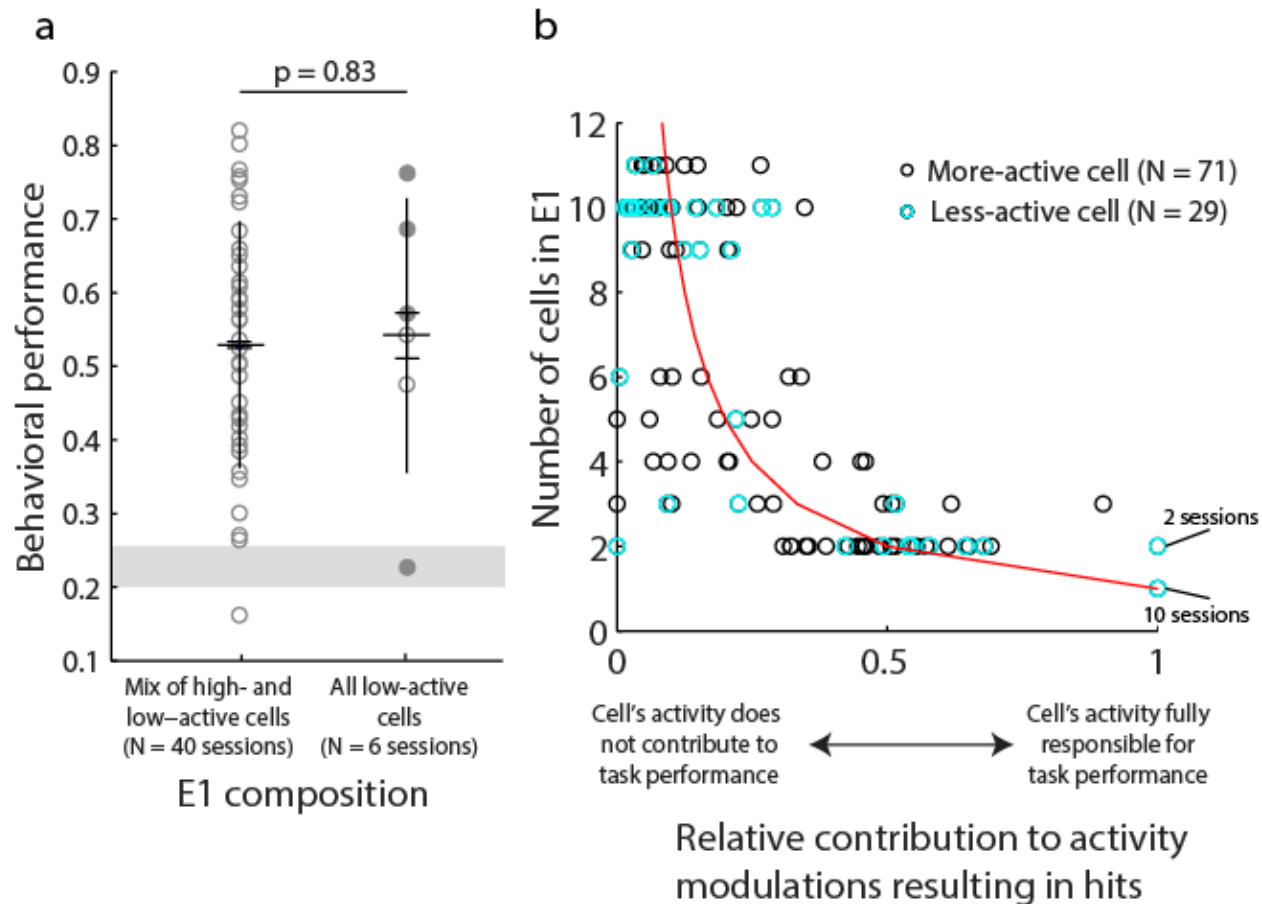 a
p = 0.83
0.9
0.8
0.7
0.6
0.5
0.4
0.3
0.2
0.1
Behavioral performance
Mix of high- and
low–active cells
(N = 40 sessions)
All low-active
cells
(N = 6 sessions)
E1 composition
b
12
10
8
6
4
2
0
Number of cells in E1
More-active cell (N = 71)
Less-active cell (N = 29)
2 sessions
10 sessions
0
0.5
1
Cell's activity does
not contribute to
task performance
Cell's activity fully
responsible for
task performance
Relative contribution to activity
modulations resulting in hits